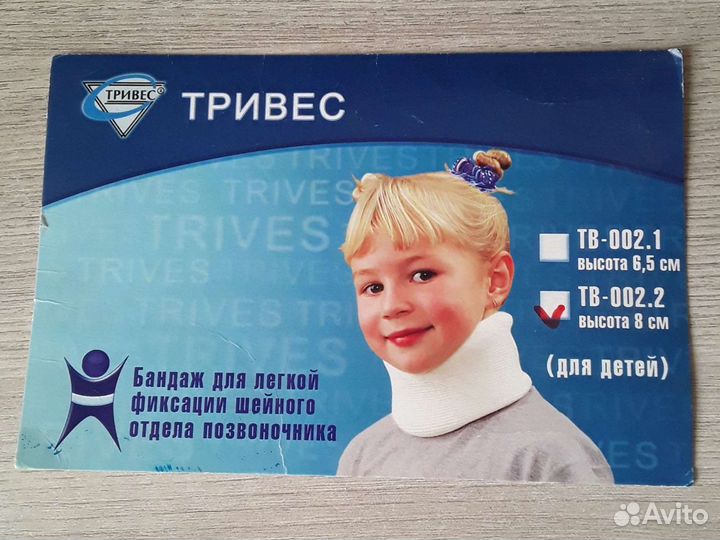 ТРИВЕС®
ТРИВЕС
TRIVES TRIVES
TRIVES
TRIVES
TRIVES
ТВ-002.1
высота 6,5 см
ТВ-002.2
высота 8 см
(для детей)
Бандаж для легкой
фиксации шейного
отдела позвоночника
Avito